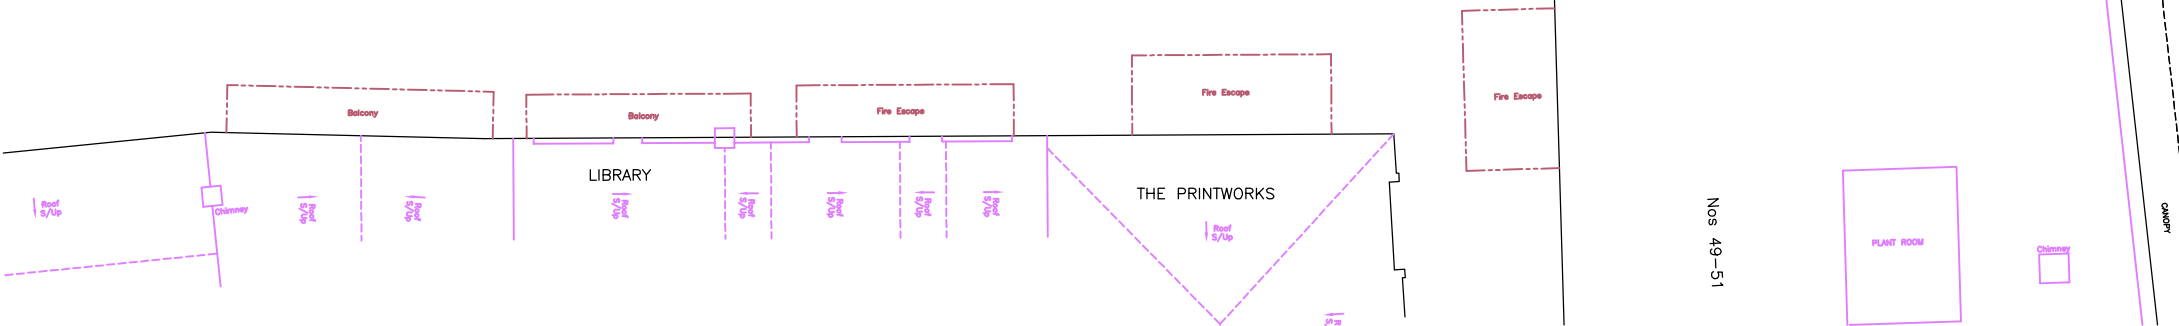 Balcony
Balcony
Fire Escape
Fire Escape
Fire Escape
LIBRARY
THE PRINTWORKS
Roof
S/Up
Chimney
Roof
S/Up
Roof
S/Up
Roof
S/Up
Roof
S/Up
Roof
S/Up
Roof
S/Up
Roof
S/Up
Roof
S/Up
Nos 49-51
PLANT ROOM
Chimney
CANOPY